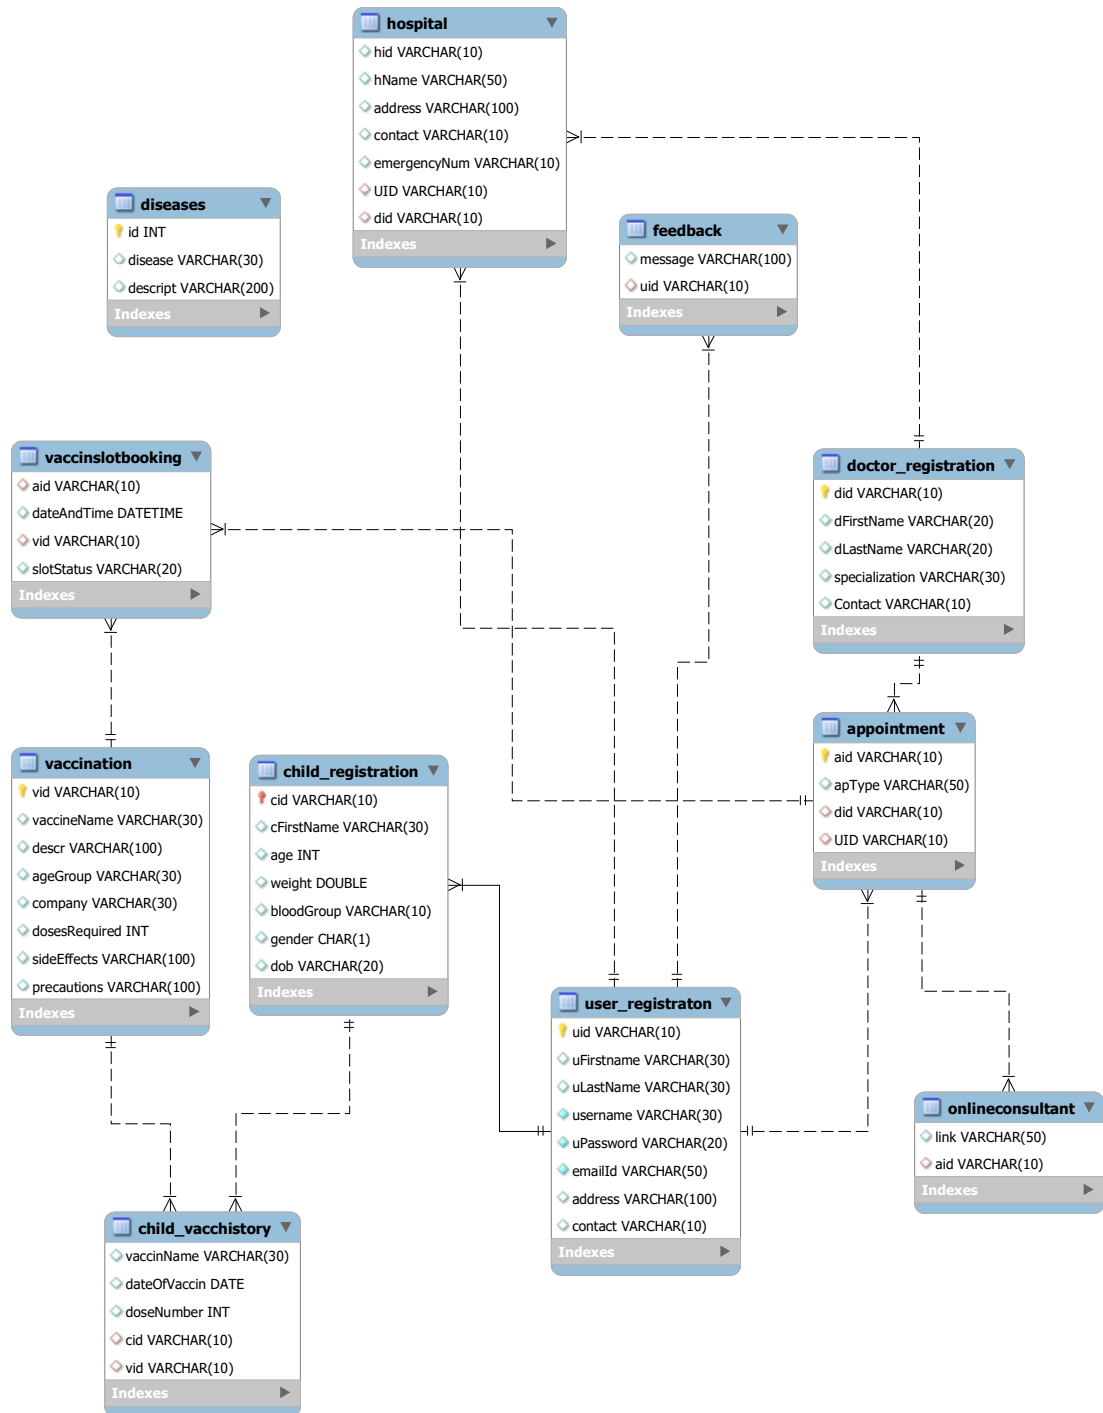 hospital
hid VARCHAR(10)
hName VARCHAR(50)
address VARCHAR(100)
contact VARCHAR(10)
emergencyNum VARCHAR(10)
UID VARCHAR(10)
did VARCHAR(10)
Indexes
diseases
id INT
disease VARCHAR(30)
descript VARCHAR(200)
Indexes
feedback
message VARCHAR(100)
uid VARCHAR(10)
Indexes
vaccinslotbooking
aid VARCHAR(10)
dateAndTime DATETIME
vid VARCHAR(10)
slotStatus VARCHAR(20)
Indexes
doctor_registration
did VARCHAR(10)
dFirstName VARCHAR(20)
dLastName VARCHAR(20)
specialization VARCHAR(30)
Contact VARCHAR(10)
Indexes
appointment
aid VARCHAR(10)
apType VARCHAR(50)
did VARCHAR(10)
UID VARCHAR(10)
Indexes
vaccination
vid VARCHAR(10)
vaccineName VARCHAR(30)
descr VARCHAR(100)
ageGroup VARCHAR(30)
company VARCHAR(30)
dosesRequired INT
sideEffects VARCHAR(100)
precautions VARCHAR(100)
Indexes
child_registration
cid VARCHAR(10)
cFirstName VARCHAR(30)
age INT
weight DOUBLE
bloodGroup VARCHAR(10)
gender CHAR(1)
dob VARCHAR(20)
Indexes
user_registraton
uid VARCHAR(10)
uFirstname VARCHAR(30)
uLastName VARCHAR(30)
username VARCHAR(30)
uPassword VARCHAR(20)
emailId VARCHAR(50)
address VARCHAR(100)
contact VARCHAR(10)
Indexes
onlineconsultant
link VARCHAR(50)
aid VARCHAR(10)
Indexes
child_vacchistory
vaccinName VARCHAR(30)
dateOfVaccin DATE
doseNumber INT
cid VARCHAR(10)
vid VARCHAR(10)
Indexes